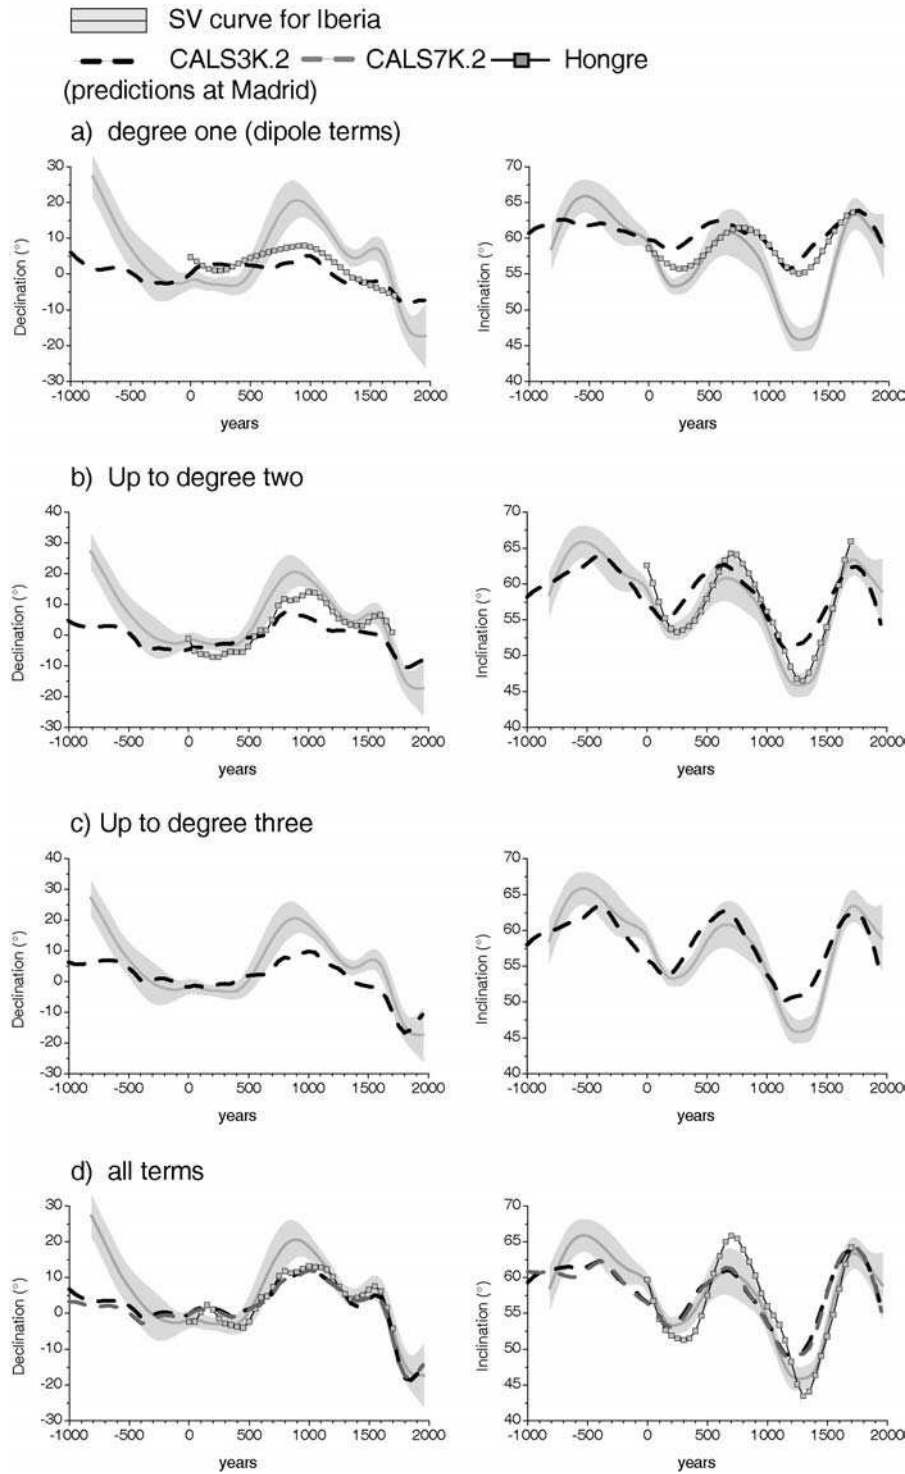 SV curve for Iberia
CALS3K.2 CALS7K.2 Hongre
(predictions at Madrid)
a) degree one (dipole terms)
30
20
10
0
-10
-20
-30
Declination (°)
-1000 -500 0 500 1000 1500 2000
years
70
65
60
55
50
45
40
Inclination (°)
-1000 -500 0 500 1000 1500 2000
years
b) Up to degree two
40
30
20
10
0
-10
-20
-30
Declination (°)
-1000 -500 0 500 1000 1500 2000
years
70
65
60
55
50
45
40
Inclination (°)
-1000 -500 0 500 1000 1500 2000
years
c) Up to degree three
40
30
20
10
0
-10
-20
-30
Declination (°)
-1000 -500 0 500 1000 1500 2000
years
70
65
60
55
50
45
40
Inclination (°)
-1000 -500 0 500 1000 1500 2000
years
d) all terms
30
20
10
0
-10
-20
-30
Declination (°)
-1000 -500 0 500 1000 1500 2000
years
70
65
60
55
50
45
40
Inclination (°)
-1000 -500 0 500 1000 1500 2000
years